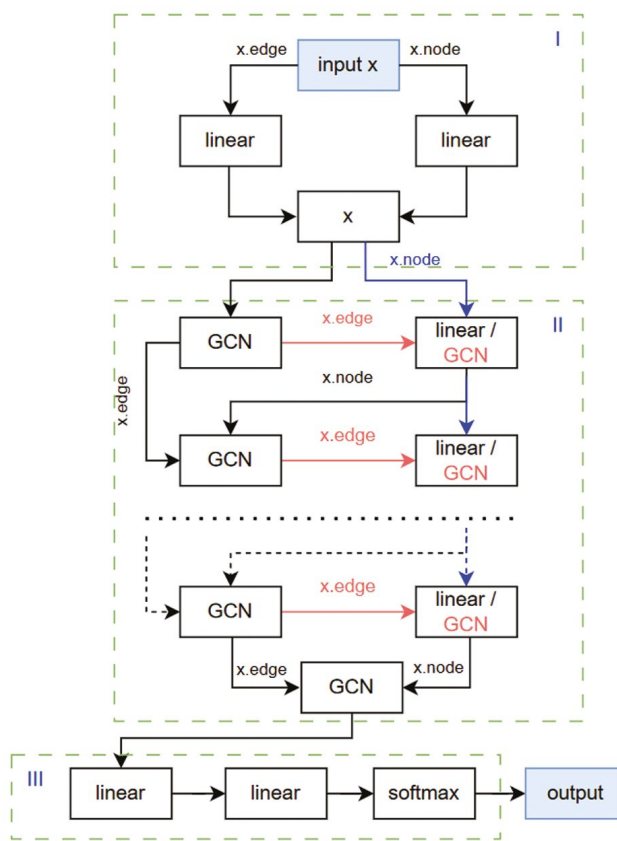 I
x.edge
input x
x.node
linear
linear
x
x.node
II
GCN
x.edge
linear /
GCN
x.edge
x.node
GCN
x.edge
linear /
GCN
GCN
x.edge
linear /
GCN
x.edge
x.node
GCN
III
linear
linear
softmax
output